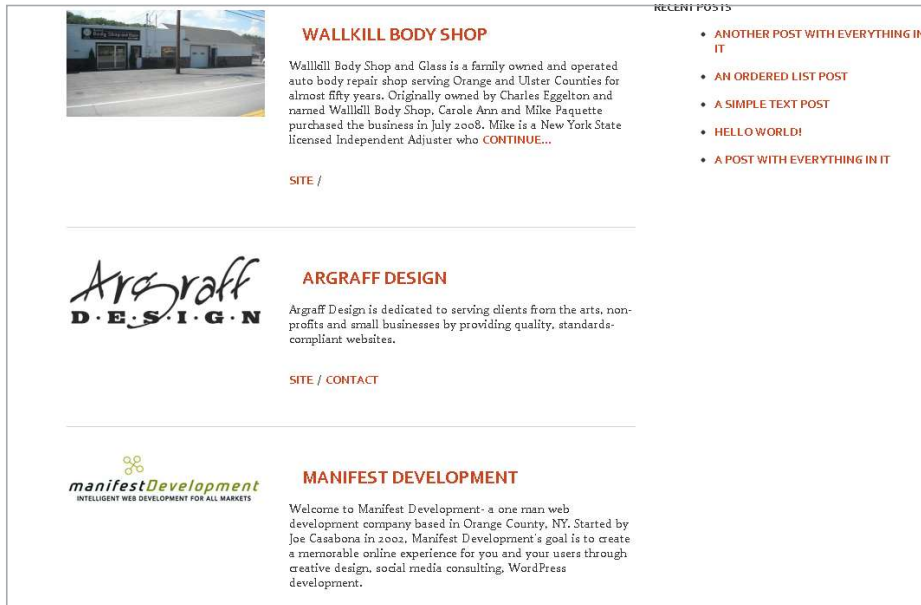 WALLKILL BODY SHOP
Wallkill Body Shop and Glass is a family owned and operated
auto body repair shop serving Orange and Ulster Counties for
almost fifty years. Originally owned by Charles Eggelton and
named Wallkill Body Shop, Carole Ann and Mike Paquette
purchased the business in July 2008. Mike is a New York State
licensed Independent Adjuster who CONTINUE...
SITE /
Argraff
D·E·S·I·G·N
ARGRAFF DESIGN
Argraff Design is dedicated to serving clients from the arts, non-
profits and small businesses by providing quality, standards-
compliant websites.
SITE / CONTACT
manifestDevelopment
INTELLIGENT WEB DEVELOPMENT FOR ALL MARKETS
MANIFEST DEVELOPMENT
Welcome to Manifest Development- a one man web
development company based in Orange County, NY. Started by
Joe Casabona in 2002, Manifest Development's goal is to create
a memorable online experience for you and your users through
creative design, social media consulting, WordPress
development.
RECENT POSTS
ANOTHER POST WITH EVERYTHING IN
IT
AN ORDERED LIST POST
A SIMPLE TEXT POST
HELLO WORLD!
A POST WITH EVERYTHING IN IT